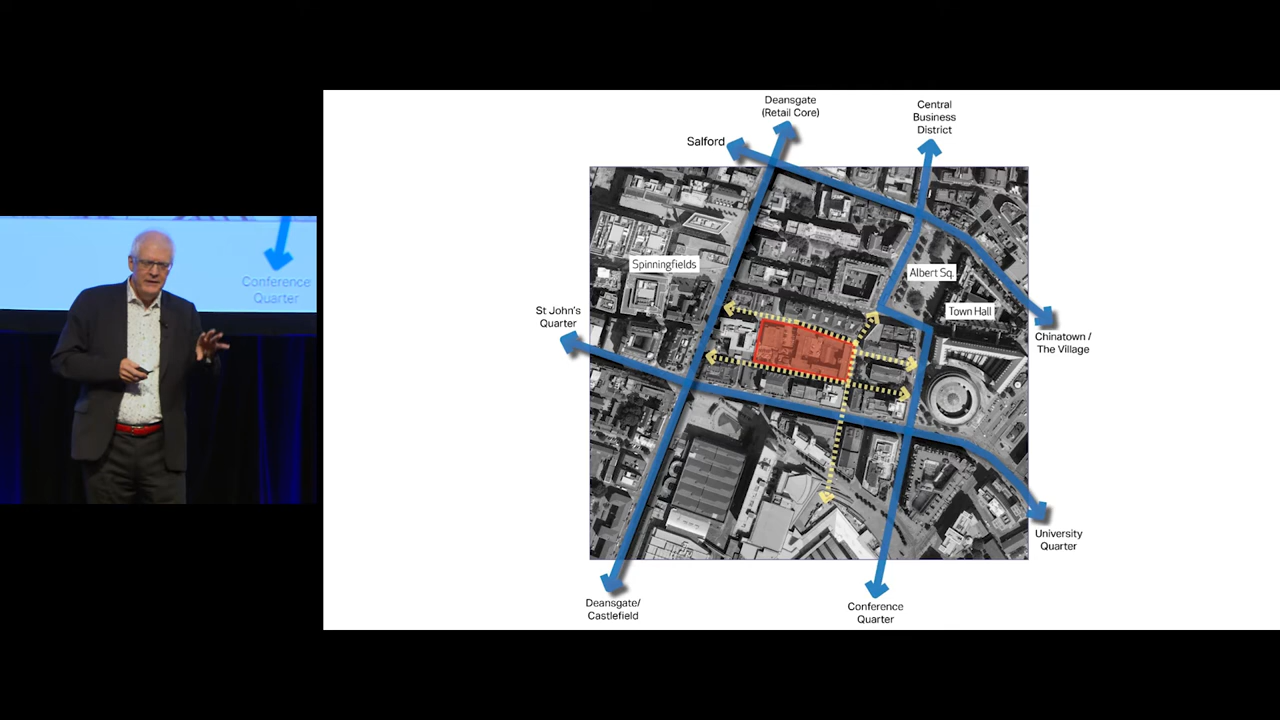 Deansgate
(Retail Core)
Central
Business
District
Salford
Spinningfields
Albert Sq.
Conference
Quarter
St John's
Quarter
Town Hall
Chinatown /
The Village
University
Quarter
Deansgate/
Castlefield
Conference
Quarter